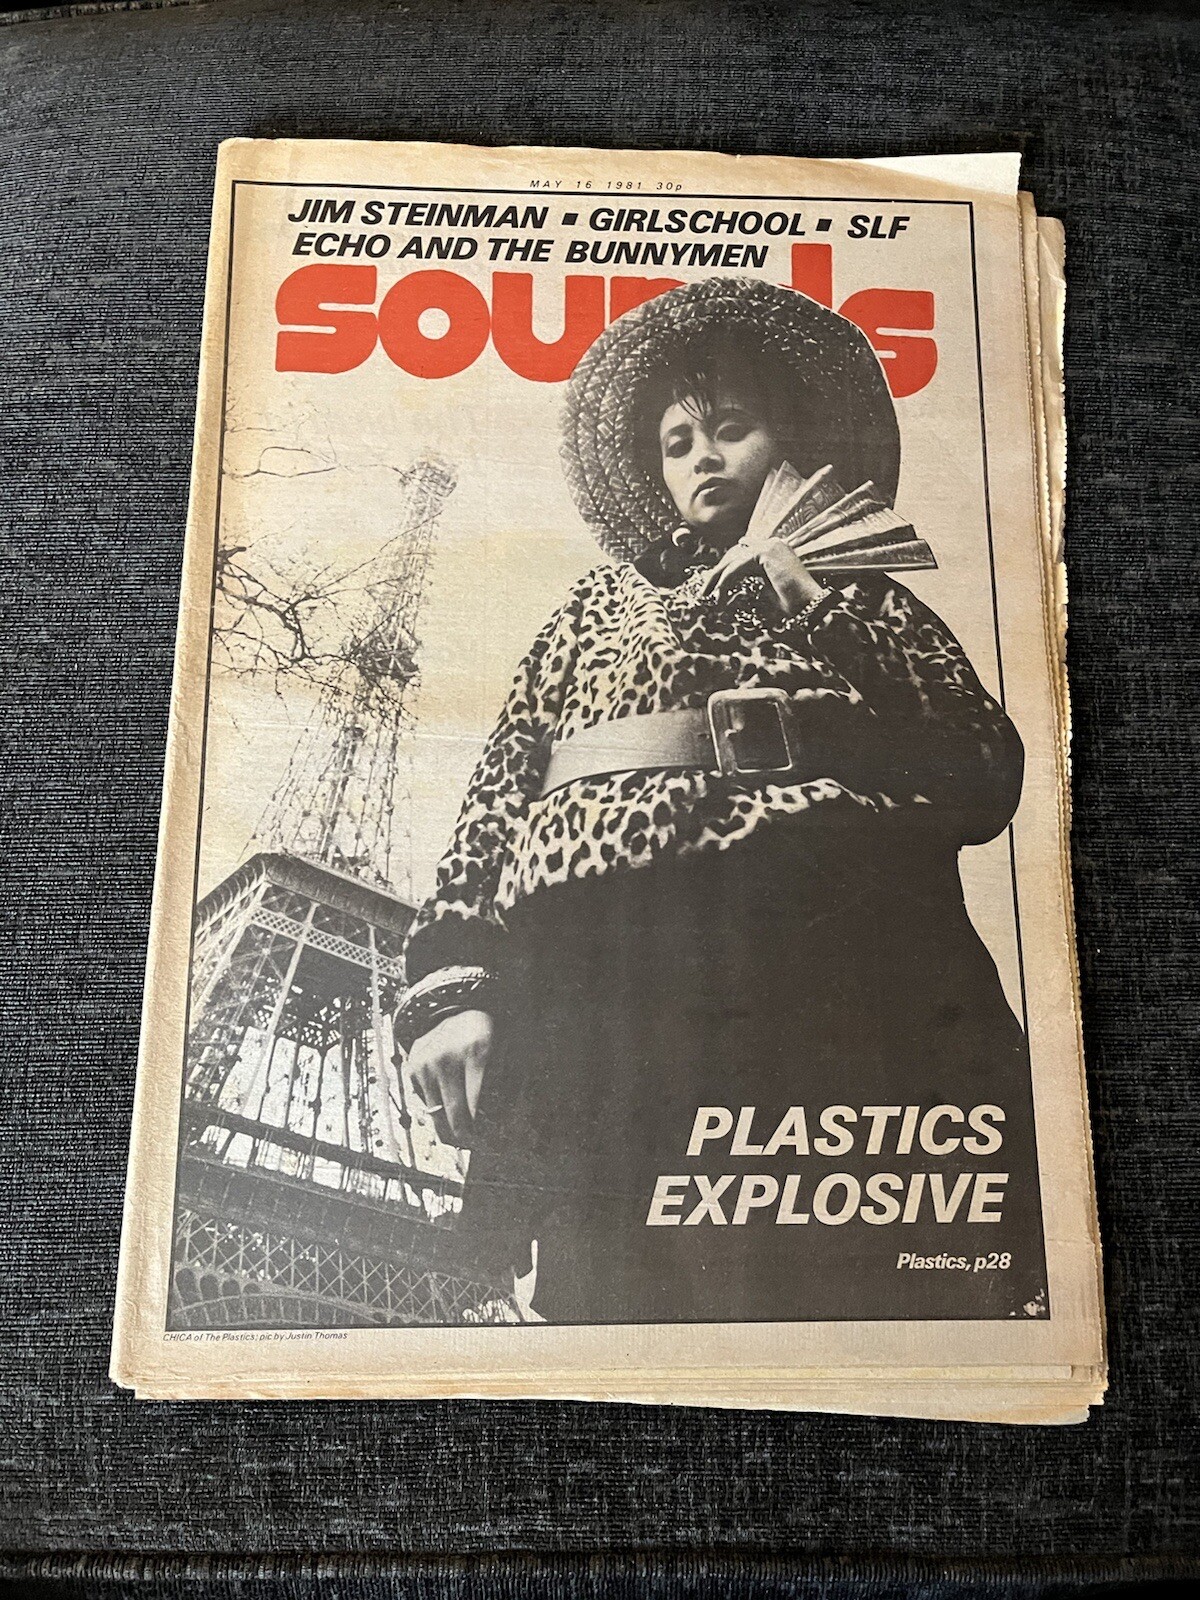 MAY 16 1981 30p
JIM STEINMAN ▪ GIRLSCHOOL ▪ SLF
ECHO AND THE BUNNYMEN
sounds
PLASTICS
EXPLOSIVE
Plastics, p28
CHICA of The Plastics; pic by Justin Thomas